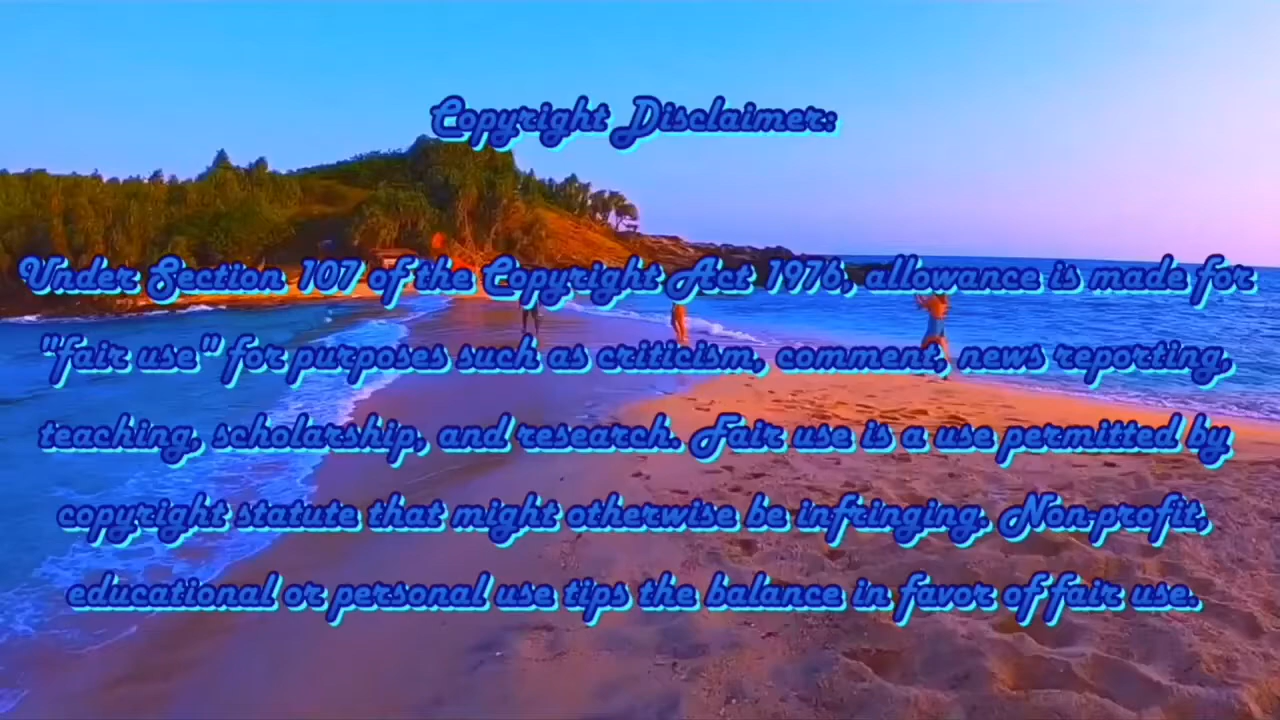 Copyright Disclaimer:
Under Section 107 of the Copyright Act 1976, allowance is made for
"fair use" for purposes such as criticism, comment, news reporting,
teaching, scholarship, and research. Fair use is a use permitted by
copyright statute that might otherwise be infringing. Non-profit,
educational or personal use tips the balance in favor of fair use.